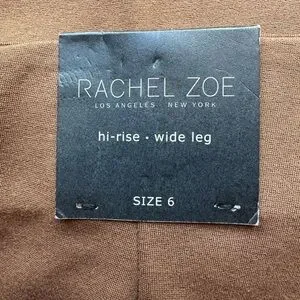 RACHEL ZOE
LOS ANGELES NEW YORK
hi-rise • wide leg
SIZE 6